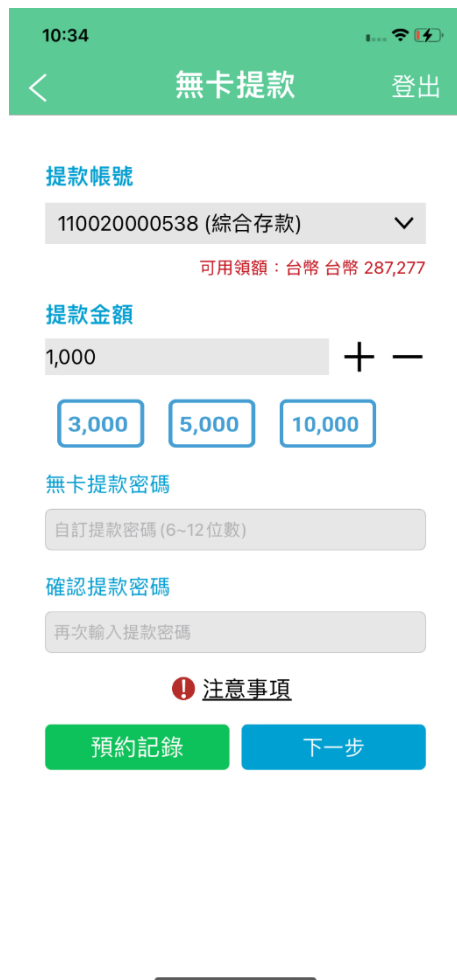 10:34
無卡提款
登出
提款帳號
110020000538 (綜合存款)
可用領額：台幣 台幣 287,277
提款金額
1,000
3,000 5,000 10,000
無卡提款密碼
自訂提款密碼 (6~12位數)
確認提款密碼
再次輸入提款密碼
注意事項
預約記錄 下一步